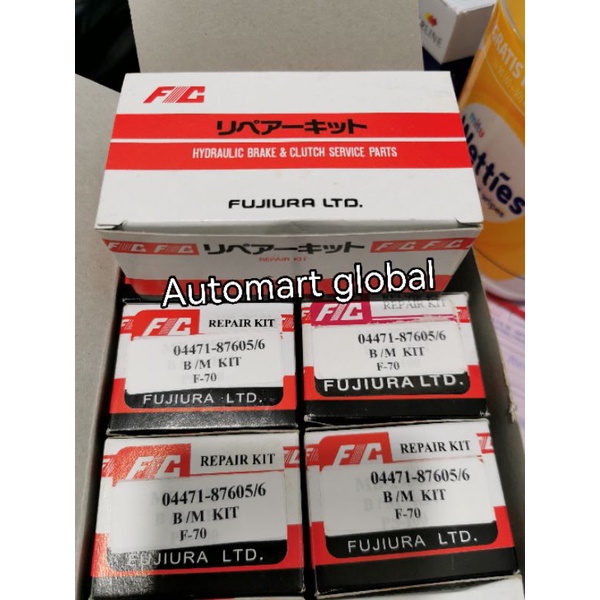 FIC
リペアーキット
HYDRAULIC BRAKE & CLUTCH SERVICE PARTS
FUJIURA LTD.
FIC FIC リペアーキット FIC FIC
REPAIR KIT
Automart global
FIC REPAIR KIT
04471-87605/6
B/M KIT
F-70
FUJIURA LTD.
FIC REPAIR KIT
04471-87605/6
B/M KIT
F-70
FUJIURA LTD.
FIC REPAIR KIT
04471-87605/6
B/M KIT
F-70
FUJIURA LTD.
FIC REPAIR KIT
04471-87605/6
B/M KIT
F-70
FUJIURA LTD.
GRATIS
mitu